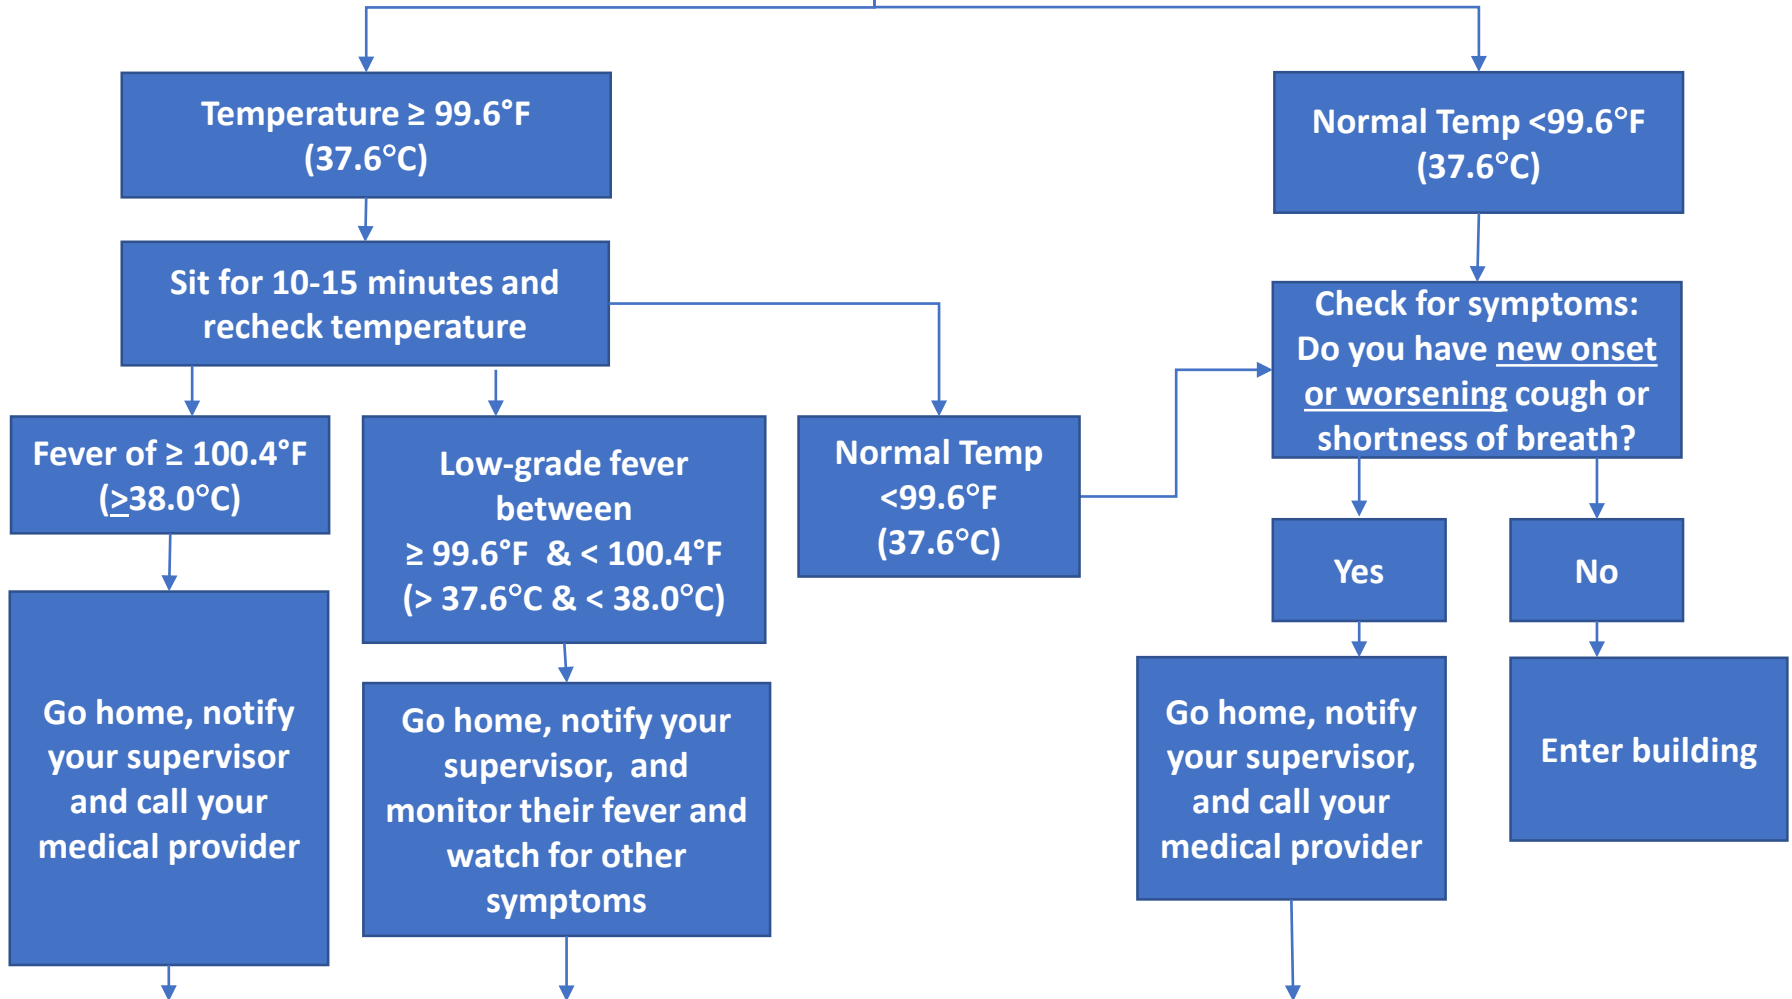 Temperature ≥ 99.6°F
(37.6°C)
Normal Temp <99.6°F
(37.6°C)
Sit for 10-15 minutes and
recheck temperature
Check for symptoms:
Do you have new onset
or worsening cough or
shortness of breath?
Fever of ≥ 100.4°F
(>38.0°C)
Low-grade fever
between
≥ 99.6°F & < 100.4°F
(> 37.6°C & < 38.0°C)
Normal Temp
<99.6°F
(37.6°C)
Yes
No
Go home, notify
your supervisor
and call your
medical provider
Go home, notify your
supervisor, and
monitor their fever and
watch for other
symptoms
Go home, notify
your supervisor,
and call your
medical provider
Enter building